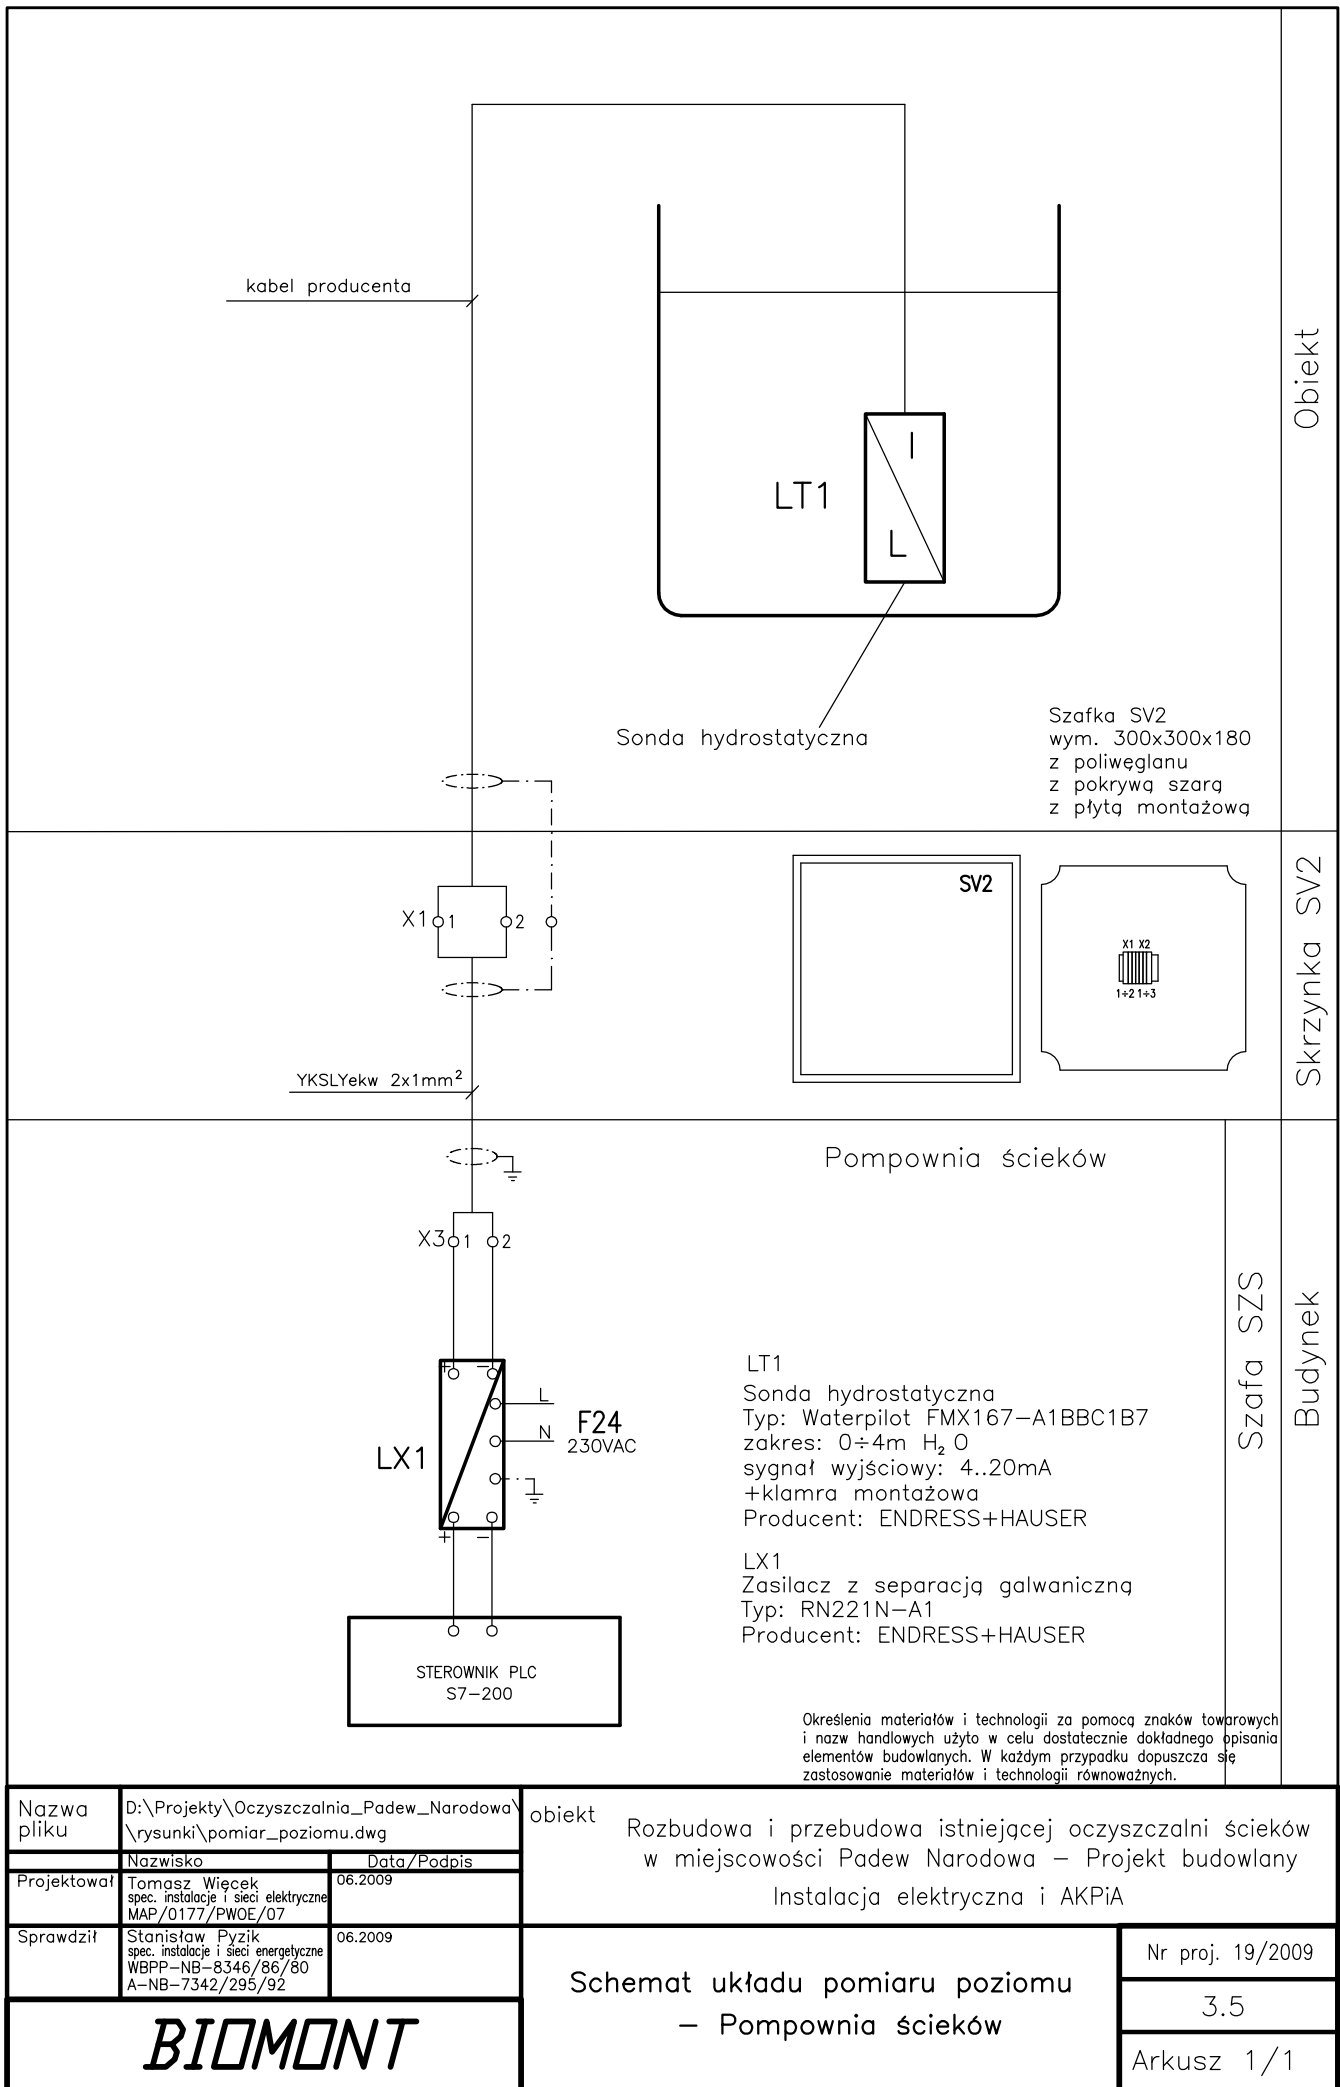 kabel producenta
Obiekt
I
LT1
L
Sonda hydrostatyczna
Szafka SV2
wym. 300x300x180
z poliwęglanu
z pokrywą szarą
z płytą montażową
Skrzynka SV2
X1 1 2
SV2
X1 X2
1÷2 1÷3
YKSLYekw 2x1mm²
Pompownia ścieków
X3 1 2
Szafa SZS
Budynek
+ −
L
N
F24
230VAC
LX1
+ −
STEROWNIK PLC
S7−200
LT1
Sonda hydrostatyczna
Typ: Waterpilot FMX167−A1BBC1B7
zakres: 0÷4m H₂O
sygnał wyjściowy: 4..20mA
+klamra montażowa
Producent: ENDRESS+HAUSER
LX1
Zasilacz z separacją galwaniczną
Typ: RN221N−A1
Producent: ENDRESS+HAUSER
Określenia materiałów i technologii za pomocą znaków towarowych
i nazw handlowych użyto w celu dostatecznie dokładnego opisania
elementów budowlanych. W każdym przypadku dopuszcza się
zastosowanie materiałów i technologii równoważnych.
Nazwa
pliku
D:\Projekty\Oczyszczalnia_Padew_Narodowa\
\rysunki\pomiar_poziomu.dwg
Nazwisko Data/Podpis
Projektował Tomasz Więcek 06.2009
spec. instalacje i sieci elektryczne
MAP/0177/PWOE/07
Sprawdził Stanisław Pyzik 06.2009
spec. instalacje i sieci energetyczne
WBPP−NB−8346/86/80
A−NB−7342/295/92
BIOMONT
obiekt
Rozbudowa i przebudowa istniejącej oczyszczalni ścieków
w miejscowości Padew Narodowa − Projekt budowlany
Instalacja elektryczna i AKPiA
Schemat układu pomiaru poziomu
− Pompownia ścieków
Nr proj. 19/2009
3.5
Arkusz 1/1